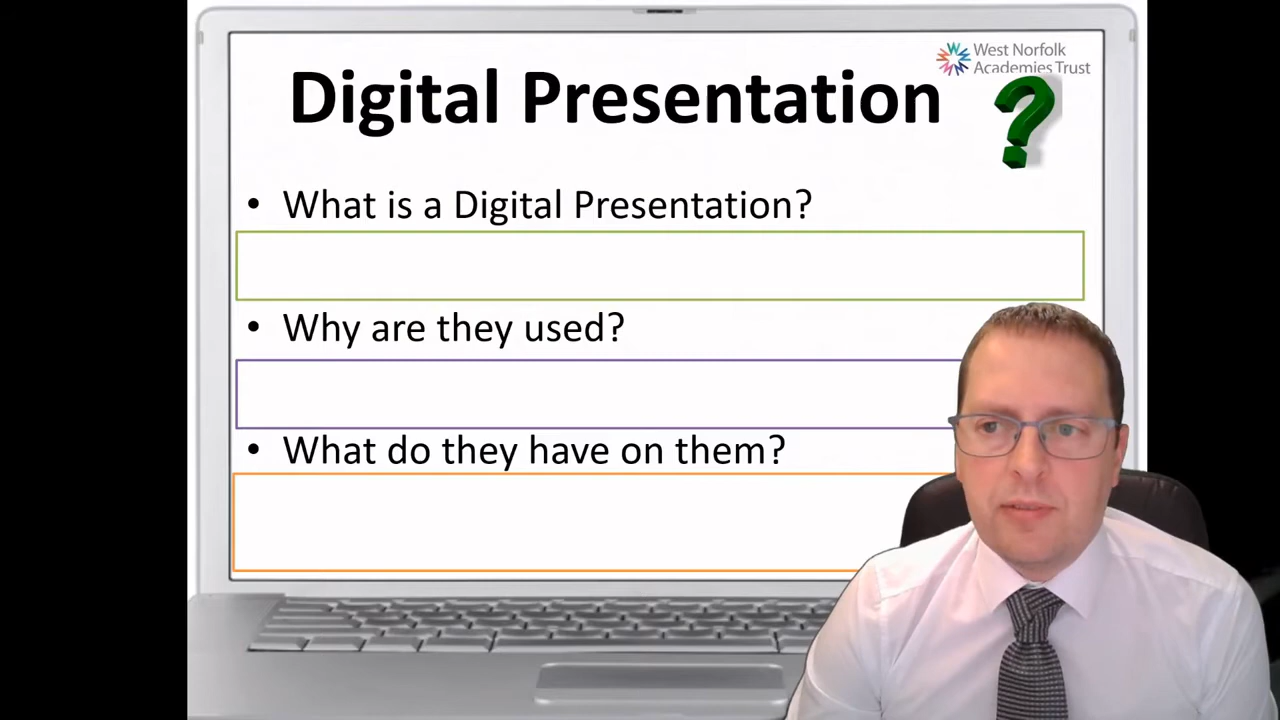 West Norfolk
Academies Trust
Digital Presentation
?
• What is a Digital Presentation?
• Why are they used?
• What do they have on them?